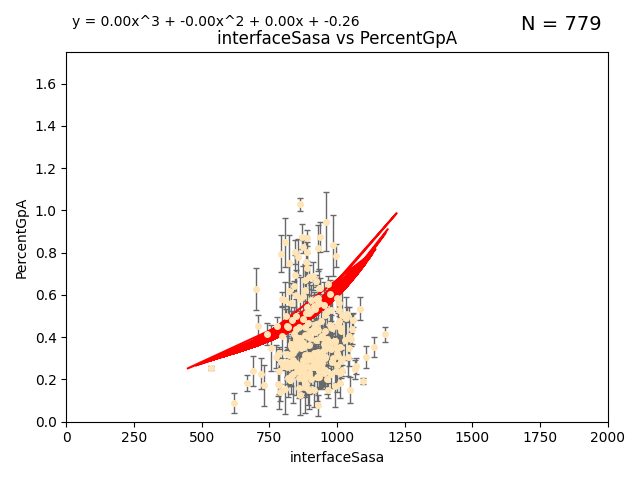 y = 0.00x^3 + -0.00x^2 + 0.00x + -0.26
N = 779
interfaceSasa vs PercentGpA
PercentGpA
1.6
1.4
1.2
1.0
0.8
0.6
0.4
0.2
0.0
0 250 500 750 1000 1250 1500 1750 2000
interfaceSasa